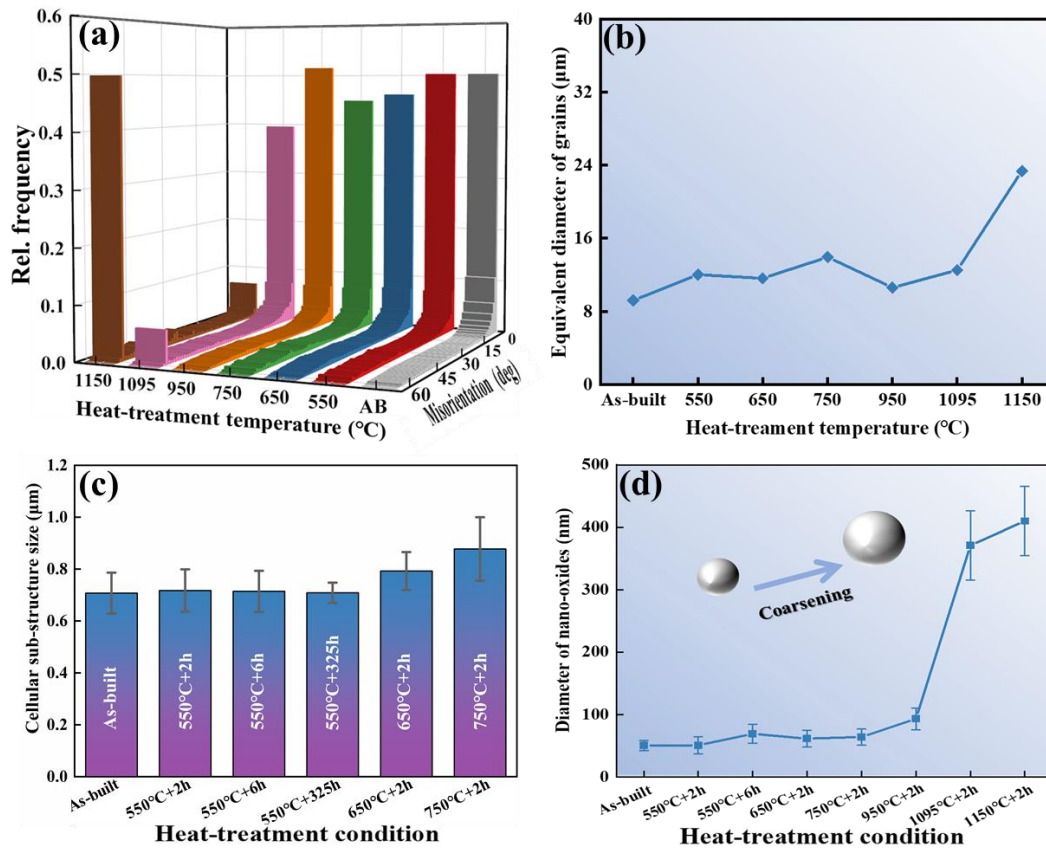 (a)
Rel. frequency
0.6
0.5
0.4
0.3
0.2
0.1
0.0
1150
1095
950
750
650
550
AB
Heat-treatment temperature (°C)
60
45
30
15
0
Misorientation (deg)
(b)
Equivalent diameter of grains (μm)
40
32
24
16
8
0
As-built 550 650 750 950 1095 1150
Heat-treament temperature (°C)
(c)
Cellular sub-structure size (μm)
1.2
1.0
0.8
0.6
0.4
0.2
0.0
As-built
550°C+2h
550°C+6h
550°C+325h
650°C+2h
750°C+2h
As-built
550°C+2h
550°C+6h
550°C+325h
650°C+2h
750°C+2h
Heat-treatment condition
(d)
Diameter of nano-oxides (nm)
500
400
300
200
100
0
Coarsening
As-built
550°C+2h
550°C+6h
650°C+2h
750°C+2h
950°C+2h
1095°C+2h
1150°C+2h
Heat-treatment condition